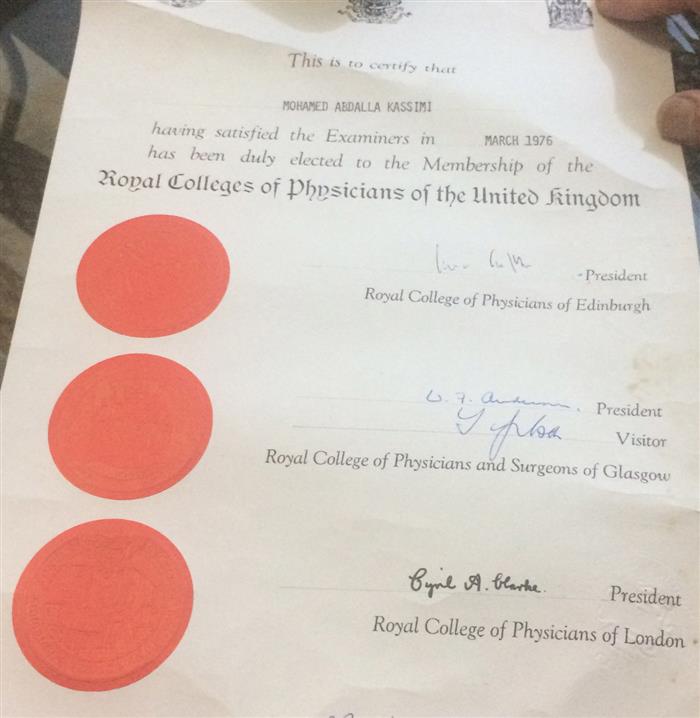 This is to certify that
MOHAMED ABDALLA KASSIMI
having satisfied the Examiners in MARCH 1976
has been duly elected to the Membership of the
Royal Colleges of Physicians of the United Kingdom
President
Royal College of Physicians of Edinburgh
W. F. Anderson. President
Visitor
Royal College of Physicians and Surgeons of Glasgow
Cyril A. Clarke. President
Royal College of Physicians of London